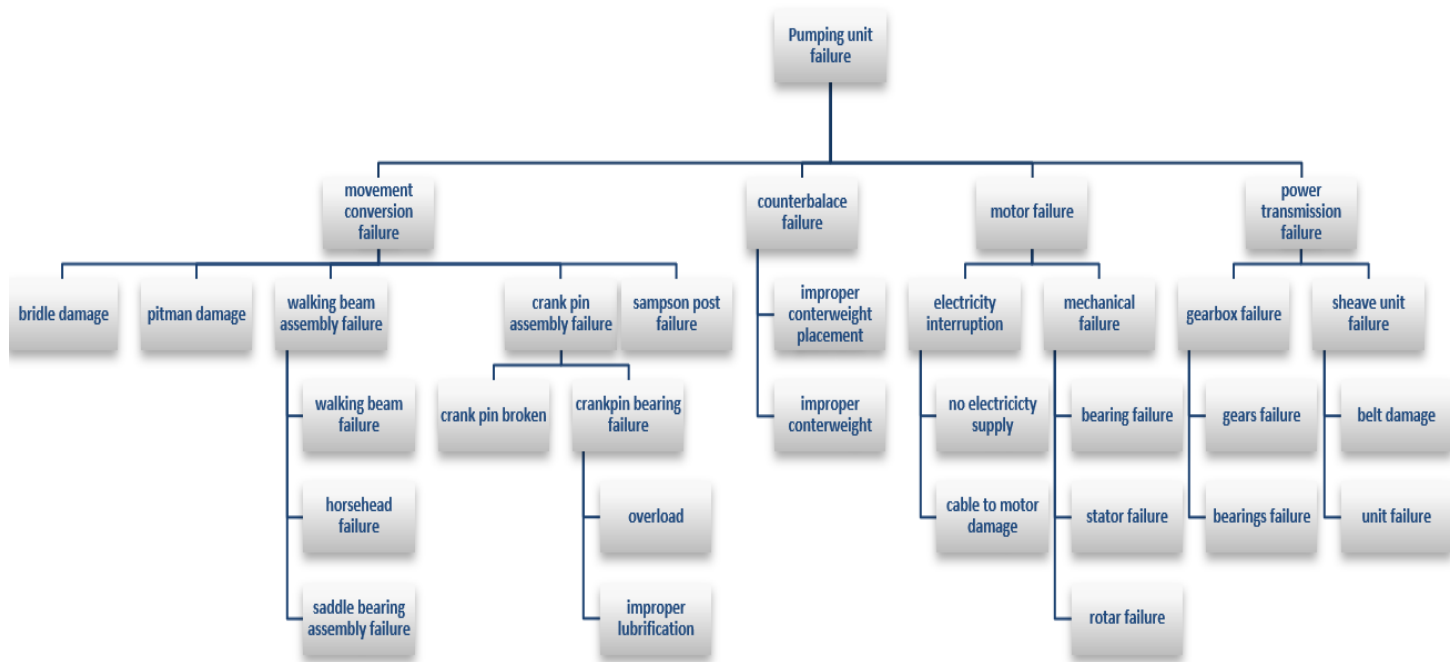 Pumping unit
failure
movement
conversion
failure
counterbalace
failure
motor failure
power
transmission
failure
bridle damage
pitman damage
walking beam
assembly failure
crank pin
assembly failure
sampson post
failure
improper
conterweight
placement
electricity
interruption
mechanical
failure
gearbox failure
sheave unit
failure
walking beam
failure
crank pin broken
crankpin bearing
failure
improper
conterweight
no electricicty
supply
bearing failure
gears failure
belt damage
horsehead
failure
overload
cable to motor
damage
stator failure
bearings failure
unit failure
saddle bearing
assembly failure
improper
lubrification
rotar failure